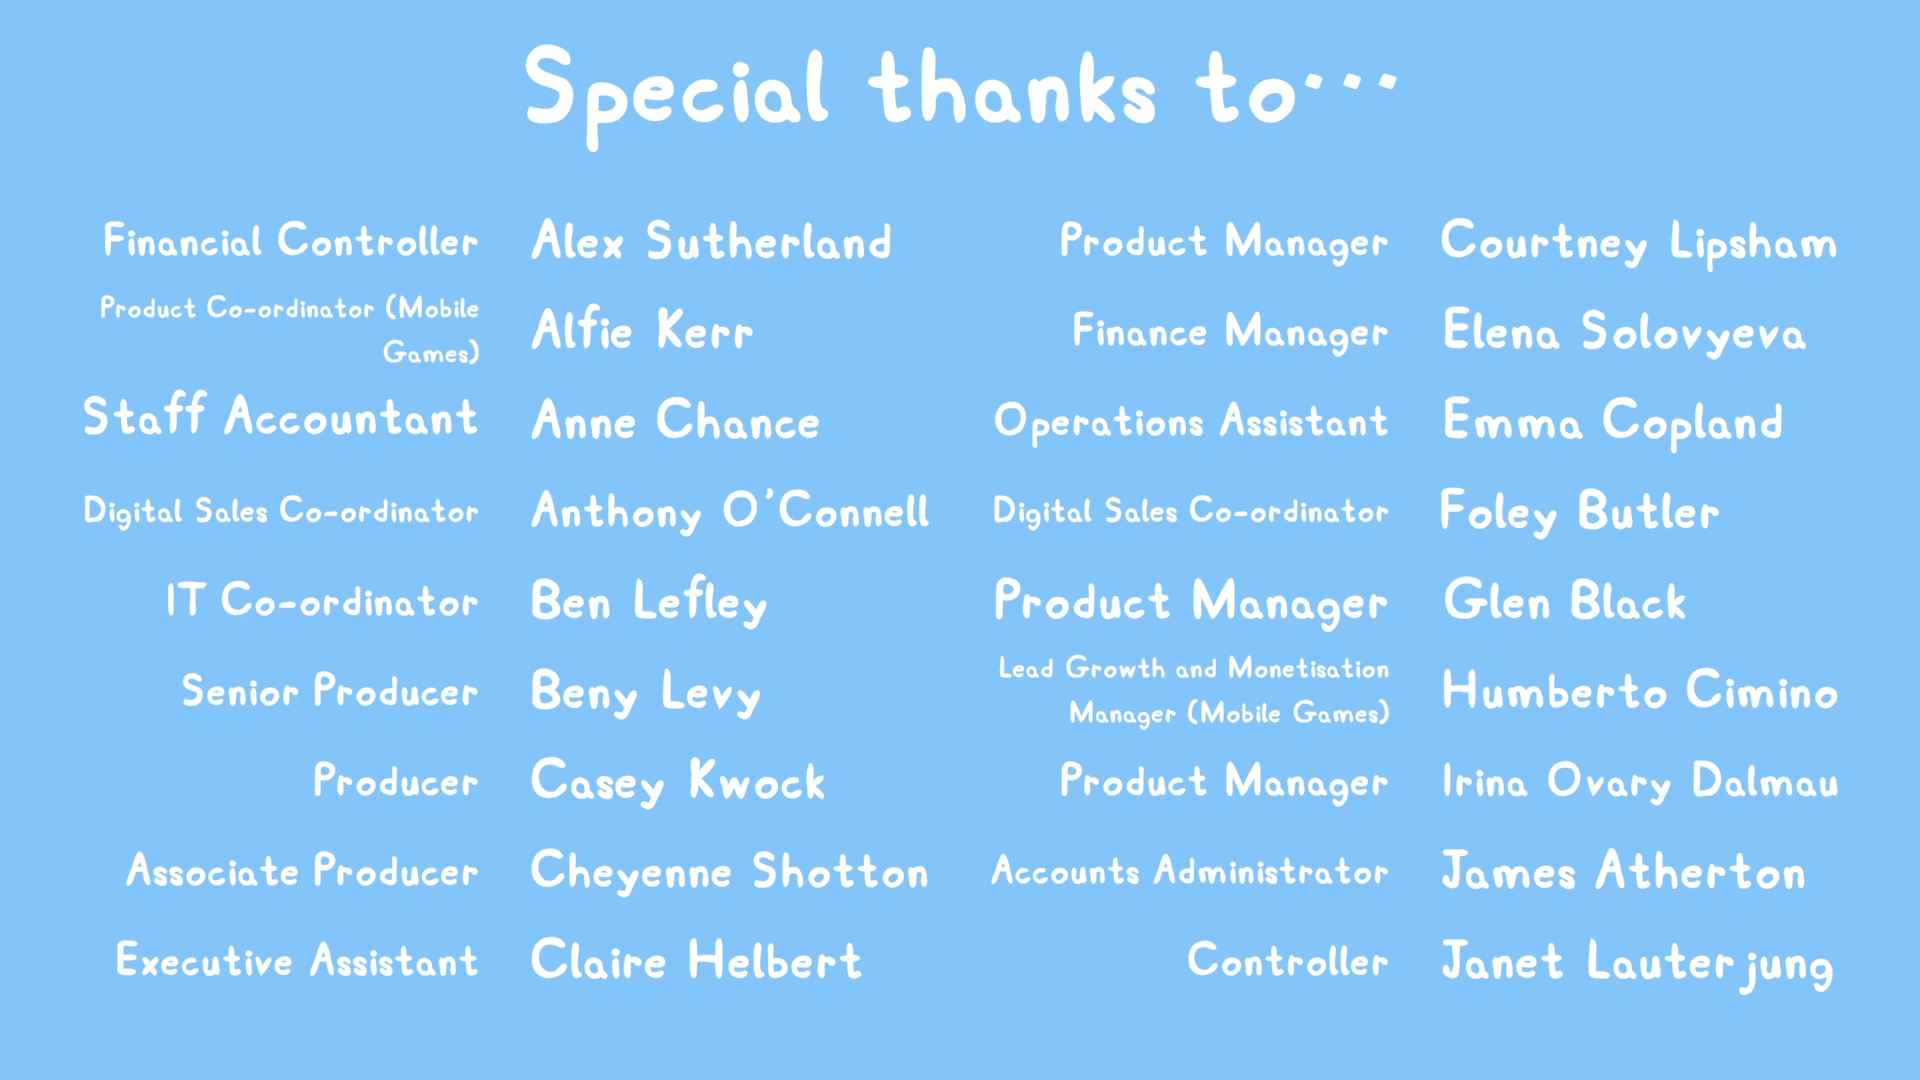 Special thanks to···
Financial Controller Alex Sutherland
Product Co-ordinator (Mobile
Games) Alfie Kerr
Staff Accountant Anne Chance
Digital Sales Co-ordinator Anthony O'Connell
IT Co-ordinator Ben Lefley
Senior Producer Beny Levy
Producer Casey Kwock
Associate Producer Cheyenne Shotton
Executive Assistant Claire Helbert
Product Manager Courtney Lipsham
Finance Manager Elena Solovyeva
Operations Assistant Emma Copland
Digital Sales Co-ordinator Foley Butler
Product Manager Glen Black
Lead Growth and Monetisation
Manager (Mobile Games) Humberto Cimino
Product Manager Irina Ovary Dalmau
Accounts Administrator James Atherton
Controller Janet Lauterjung